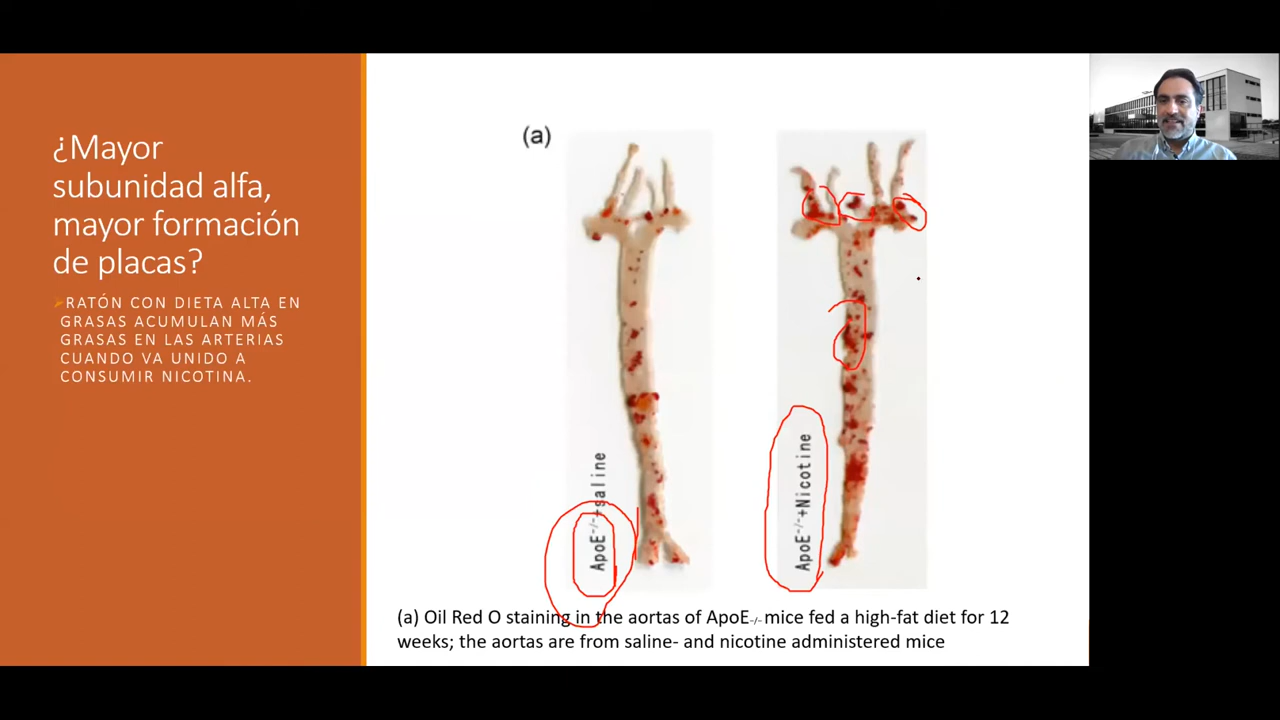 ¿Mayor
subunidad alfa,
mayor formación
de placas?
RATÓN CON DIETA ALTA EN
GRASAS ACUMULAN MÁS
GRASAS EN LAS ARTERIAS
CUANDO VA UNIDO A
CONSUMIR NICOTINA.
(a)
ApoE-/-+saline
ApoE-/-+Nicotine
(a) Oil Red O staining in the aortas of ApoE-/- mice fed a high-fat diet for 12
weeks; the aortas are from saline- and nicotine administered mice